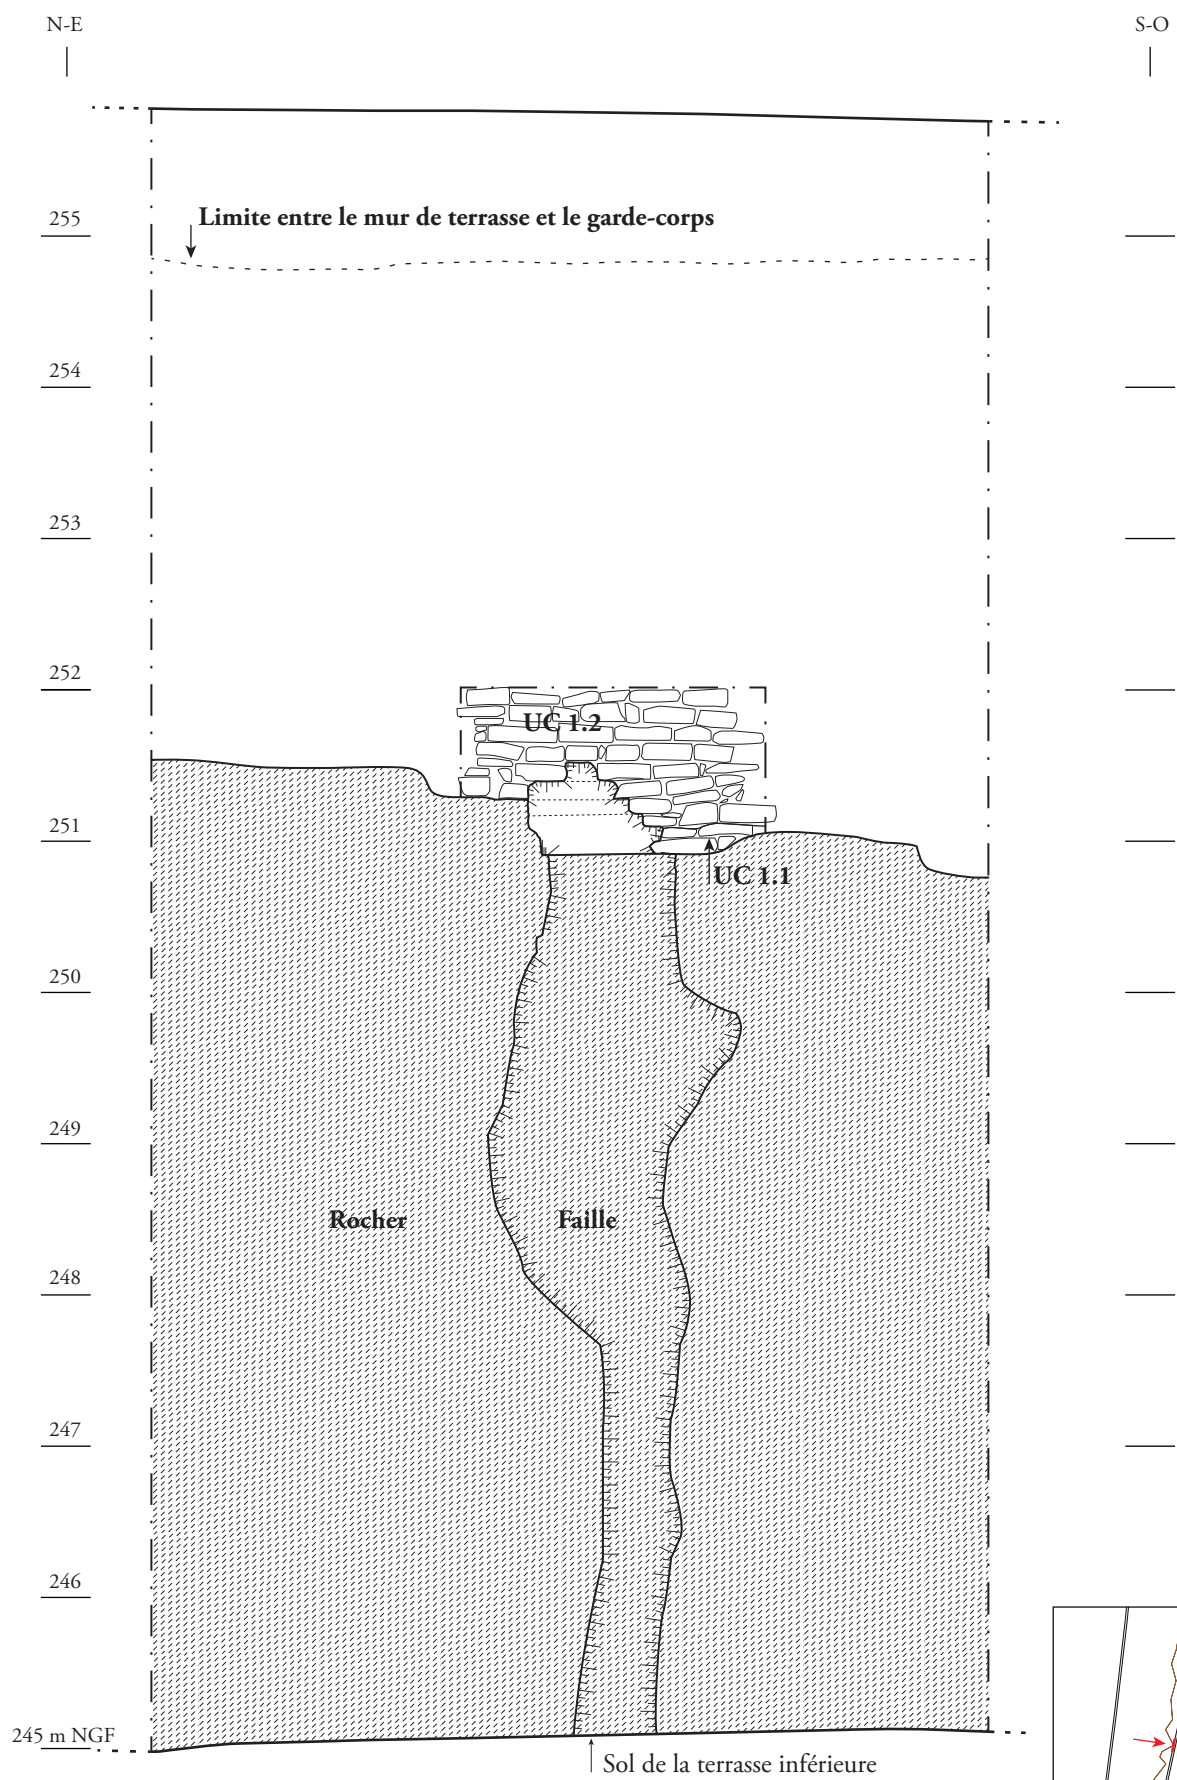 N-E
S-O
255
Limite entre le mur de terrasse et le garde-corps
254
253
252
UC 1.2
251
UC 1.1
250
249
Rocher
Faille
248
247
246
245 m NGF
Sol de la terrasse inférieure